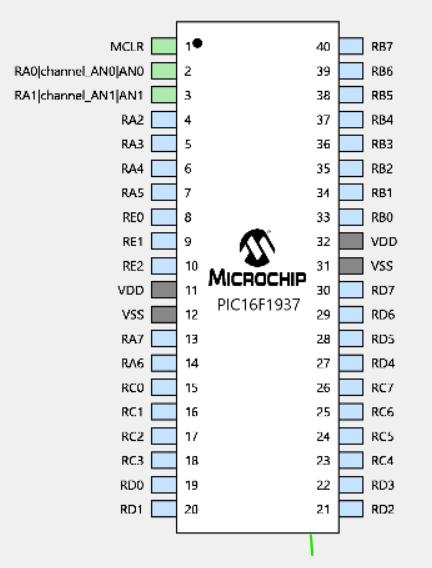 MCLR 1 40 RB7
RA0|channel_AN0|AN0 2 39 RB6
RA1|channel_AN1|AN1 3 38 RB5
RA2 4 37 RB4
RA3 5 36 RB3
RA4 6 35 RB2
RA5 7 34 RB1
RE0 8 33 RB0
RE1 9 32 VDD
RE2 10 31 VSS
MICROCHIP
VDD 11 30 RD7
PIC16F1937
VSS 12 29 RD6
RA7 13 28 RD5
RA6 14 27 RD4
RC0 15 26 RC7
RC1 16 25 RC6
RC2 17 24 RC5
RC3 18 23 RC4
RD0 19 22 RD3
RD1 20 21 RD2